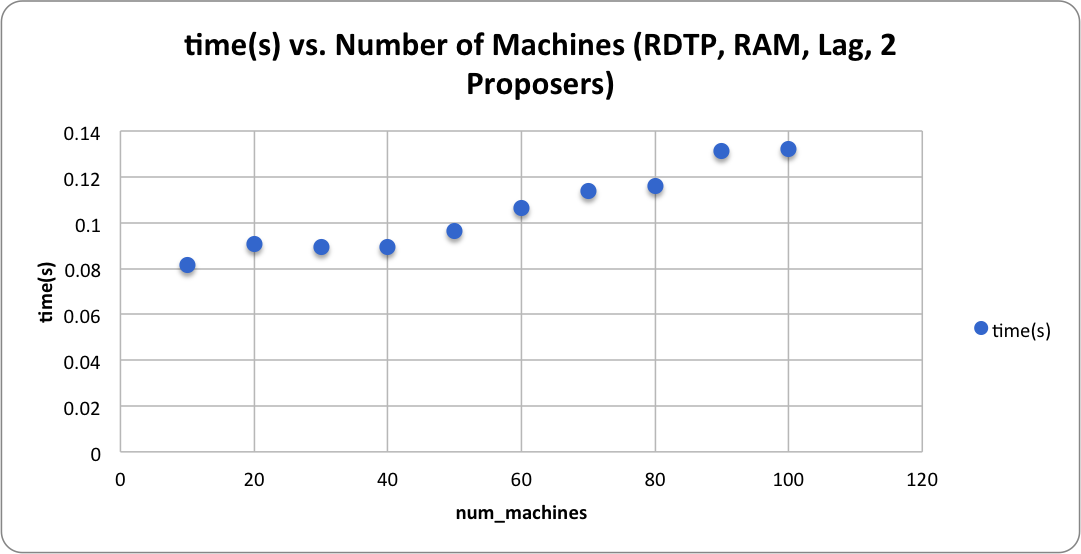 time(s) vs. Number of Machines (RDTP, RAM, Lag, 2
Proposers)
0.14
0.12
0.1
0.08
0.06
0.04
0.02
0
time(s)
0 20 40 60 80 100 120
num_machines
time(s)